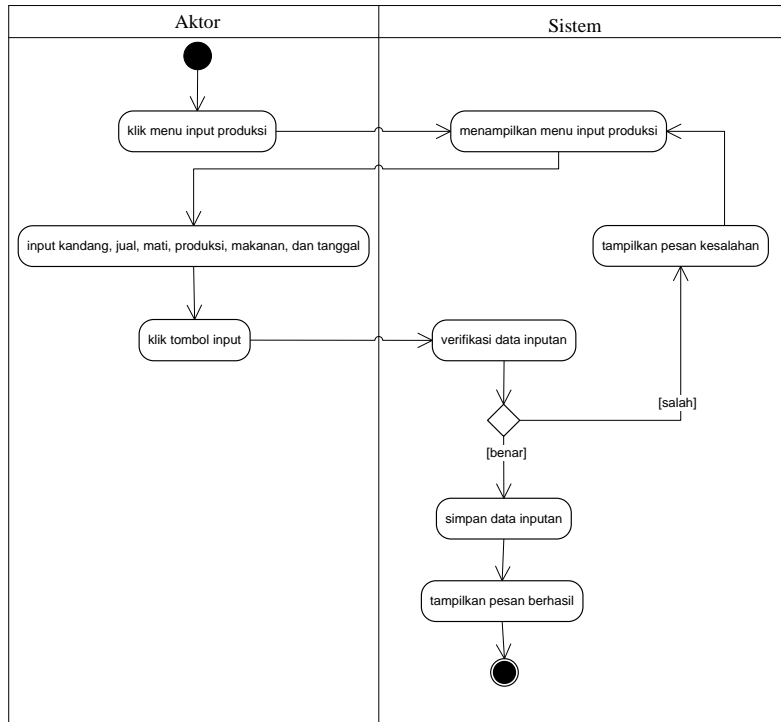 Aktor
Sistem
klik menu input produksi
menampilkan menu input produksi
input kandang, jual, mati, produksi, makanan, dan tanggal
tampilkan pesan kesalahan
klik tombol input
verifikasi data inputan
[salah]
[benar]
simpan data inputan
tampilkan pesan berhasil